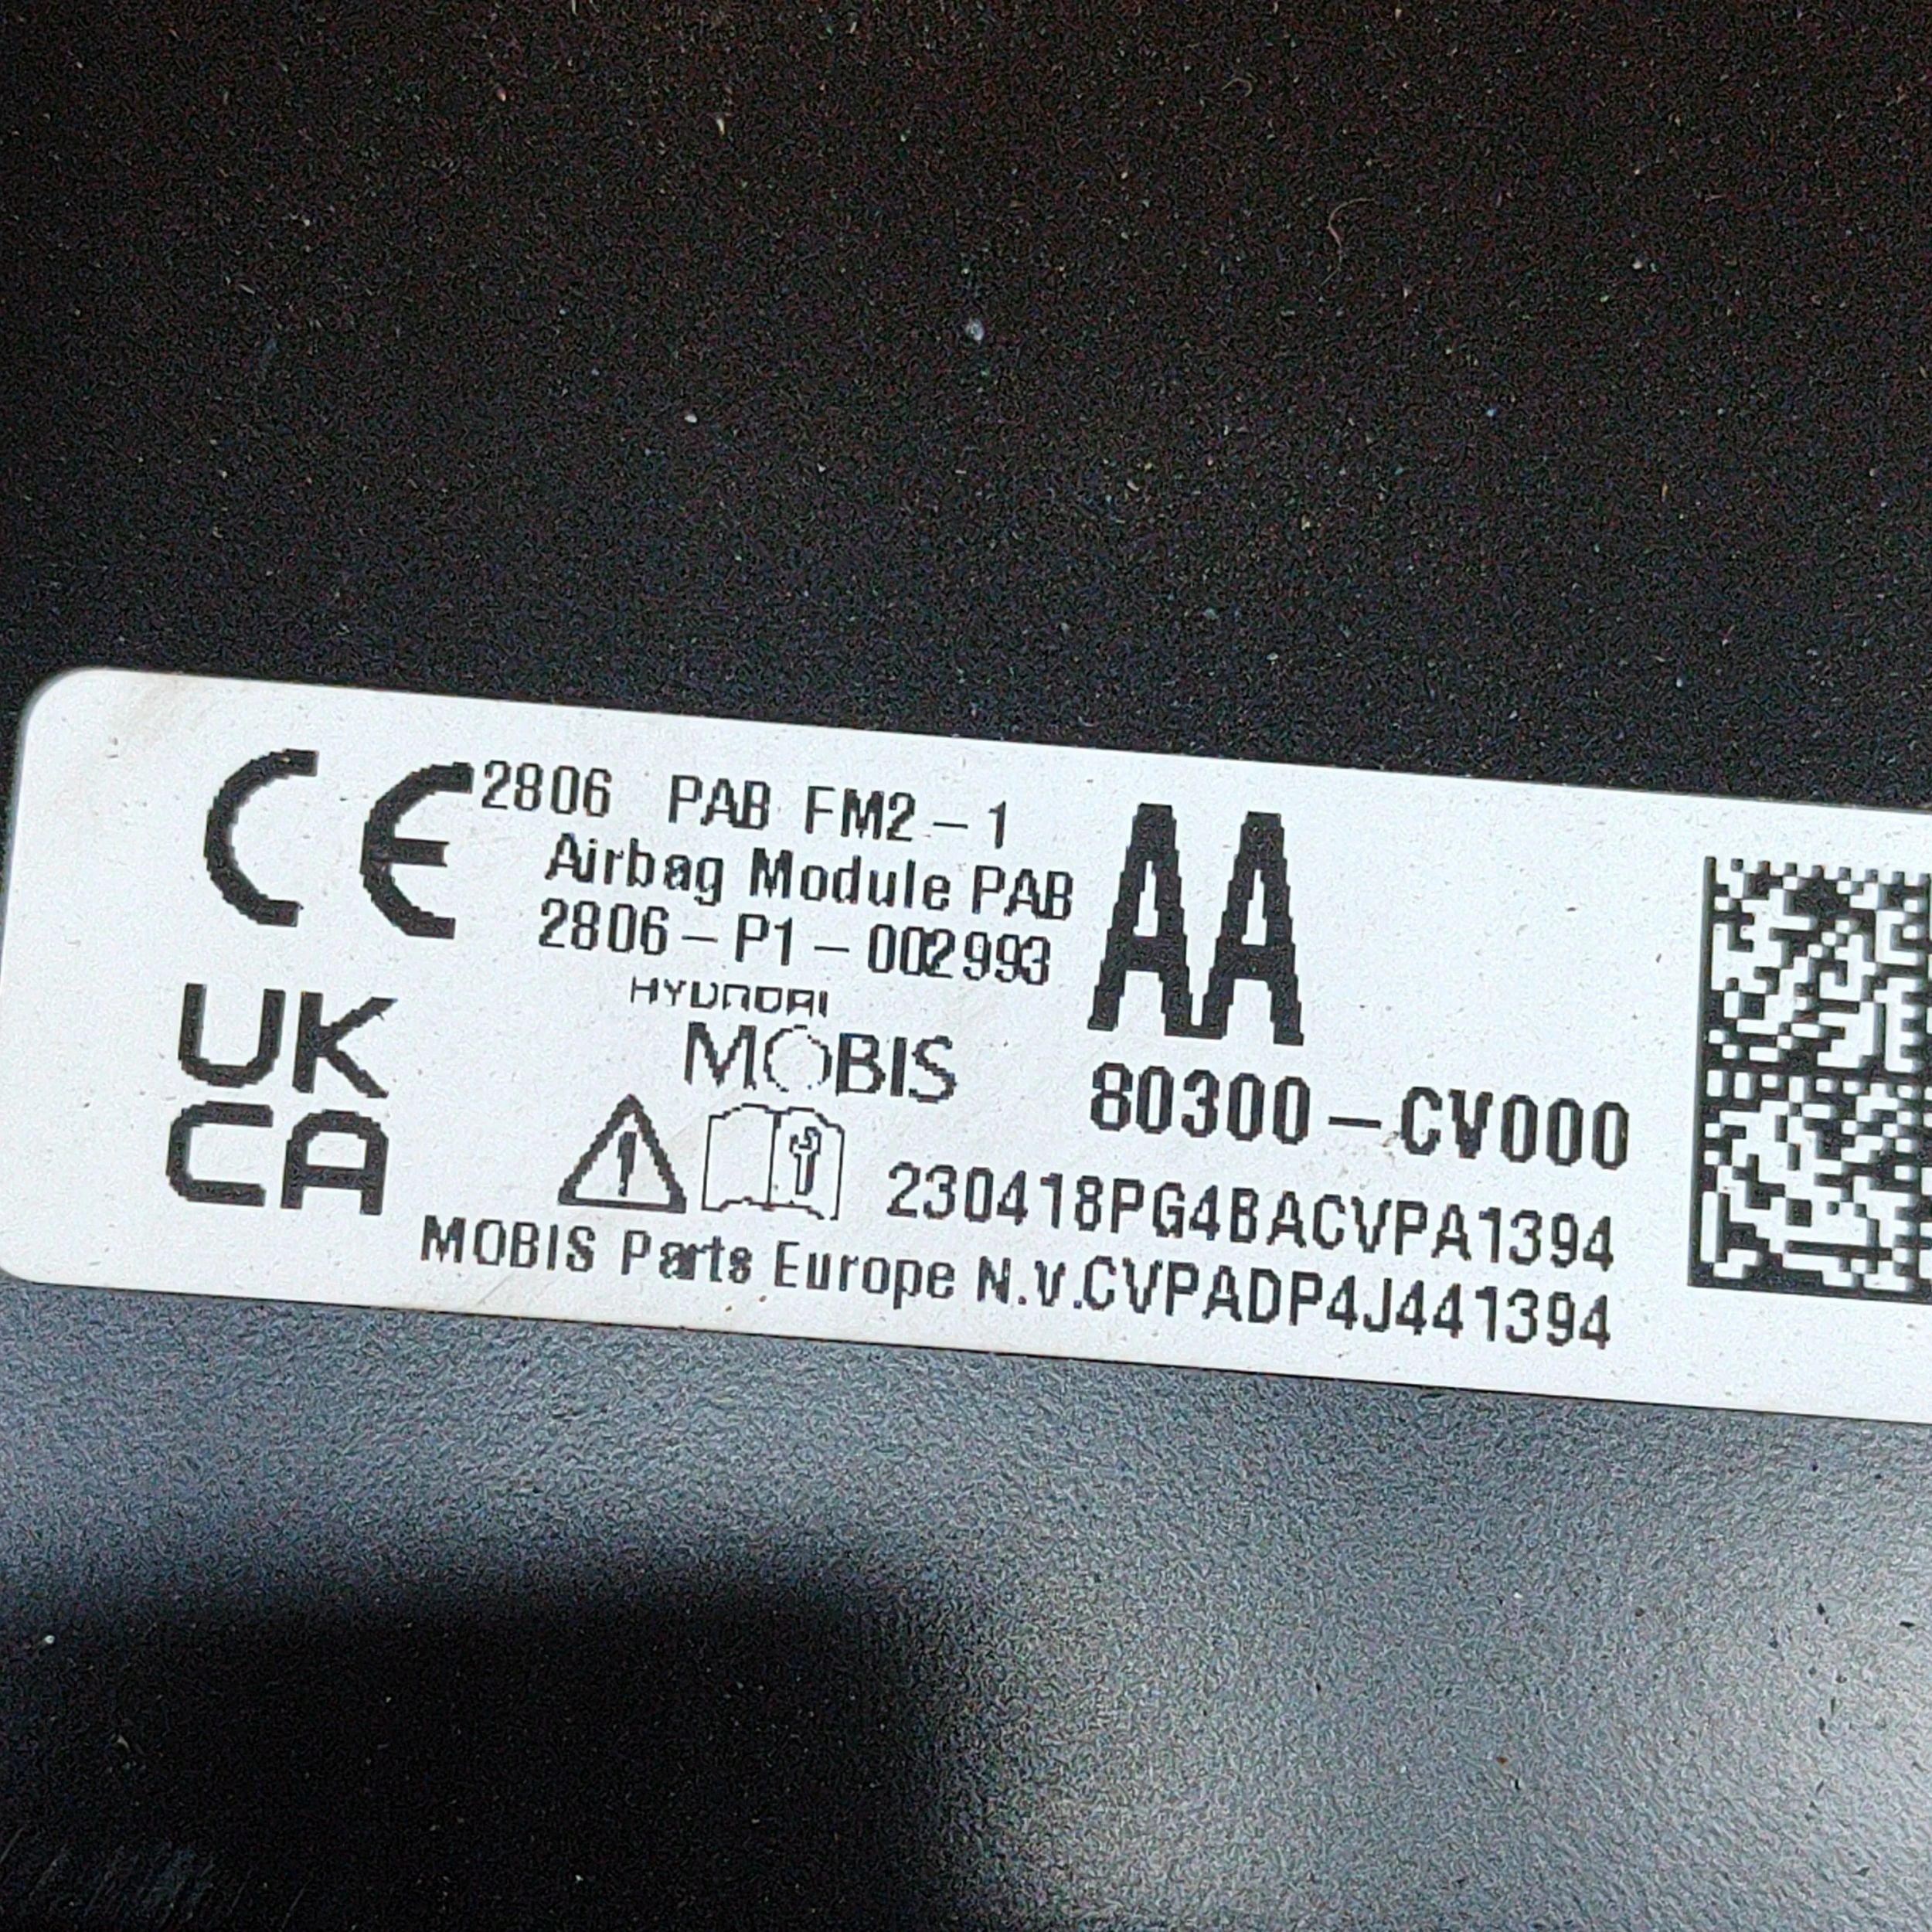 CE 2806 PAB FM2-1
Airbag Module PAB
2806-P1-002993
AA
UK
CA
HYUNDAI
MOBIS
80300-CV000
230418PG4BACVPA1394
MOBIS Parts Europe N.V.CVPADP4J441394